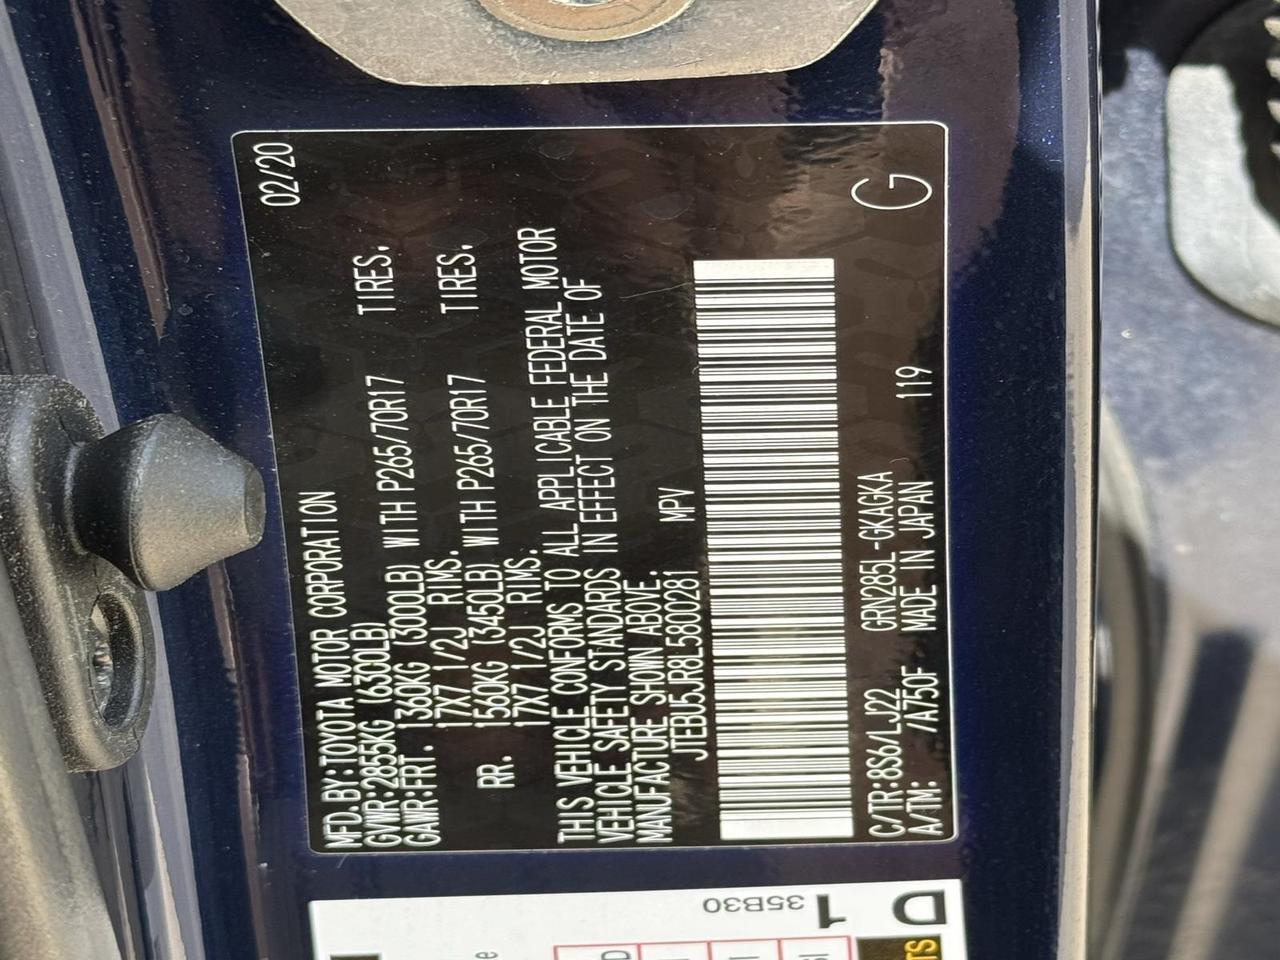 MFD.BY:TOYOTA MOTOR CORPORATION 02/20
GVWR:2855KG (6300LB)
GAWR:FRT. 1360KG (3000LB) WITH P265/70R17 TIRES.
17X7 1/2J RIMS.
RR. 1560KG (3450LB) WITH P265/70R17 TIRES.
17X7 1/2J RIMS.
THIS VEHICLE CONFORMS TO ALL APPLICABLE FEDERAL MOTOR
VEHICLE SAFETY STANDARDS IN EFFECT ON THE DATE OF
MANUFACTURE SHOWN ABOVE.
JTEBU5JR8L5800281 MPV
C/TR:8S6/LJ22 GRN285L-GKAGKA
A/TM: /A750F MADE IN JAPAN 119
G
35B30
1
D